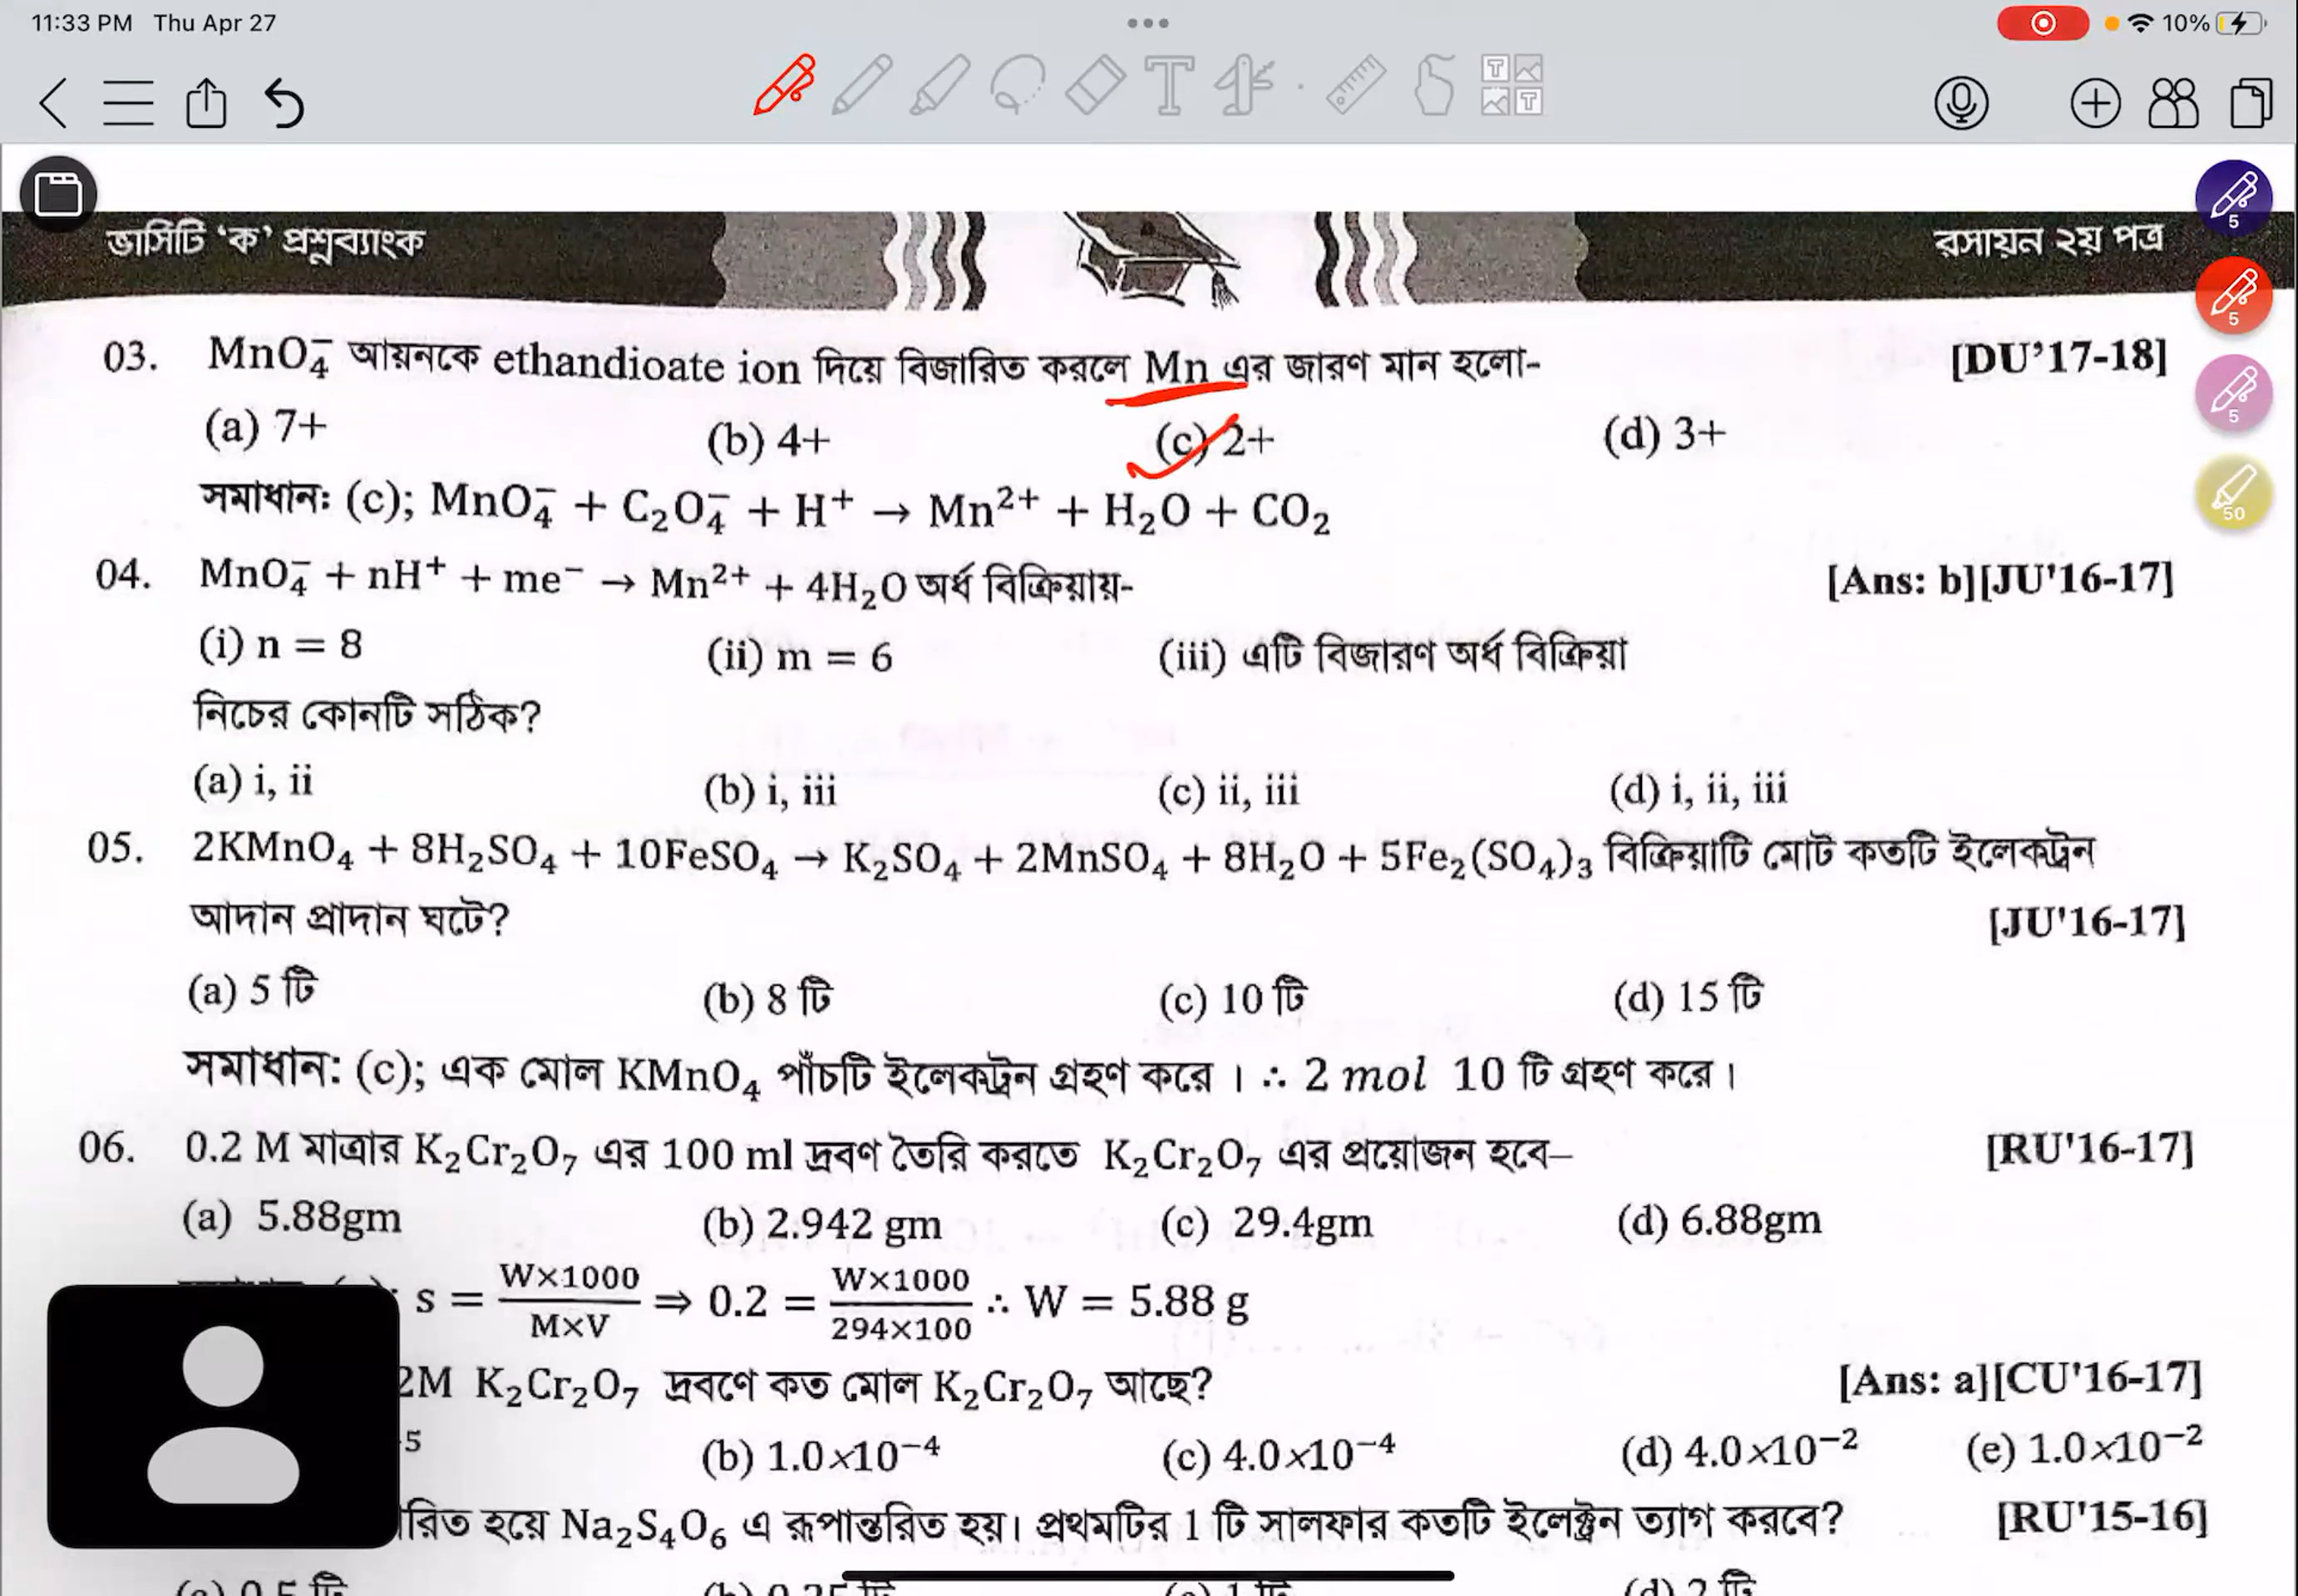 11:33 PM Thu Apr 27
10%
T
T
T
5
5
5
50
ভার্সিটি ‘ক’ প্রশ্নব্যাংক রসায়ন ২য় পত্র
03. MnO₄⁻ আয়নকে ethandioate ion দিয়ে বিজারিত করলে Mn এর জারণ মান হলো- [DU’17-18]
(a) 7+ (b) 4+ (c) 2+ (d) 3+
সমাধানঃ (c); MnO₄⁻ + C₂O₄⁻ + H⁺ → Mn²⁺ + H₂O + CO₂
04. MnO₄⁻ + nH⁺ + me⁻ → Mn²⁺ + 4H₂O অর্ধ বিক্রিয়ায়- [Ans: b][JU'16-17]
(i) n = 8 (ii) m = 6 (iii) এটি বিজারণ অর্ধ বিক্রিয়া
নিচের কোনটি সঠিক?
(a) i, ii (b) i, iii (c) ii, iii (d) i, ii, iii
05. 2KMnO₄ + 8H₂SO₄ + 10FeSO₄ → K₂SO₄ + 2MnSO₄ + 8H₂O + 5Fe₂(SO₄)₃ বিক্রিয়াটি মোট কতটি ইলেকট্রন
আদান প্রাদান ঘটে? [JU'16-17]
(a) 5 টি (b) 8 টি (c) 10 টি (d) 15 টি
সমাধান: (c); এক মোল KMnO₄ পাঁচটি ইলেকট্রন গ্রহণ করে। ∴ 2 mol 10 টি গ্রহণ করে।
06. 0.2 M মাত্রার K₂Cr₂O₇ এর 100 ml দ্রবণ তৈরি করতে K₂Cr₂O₇ এর প্রয়োজন হবে– [RU'16-17]
(a) 5.88gm (b) 2.942 gm (c) 29.4gm (d) 6.88gm
s = W×1000/M×V ⇒ 0.2 = W×1000/294×100 ∴ W = 5.88 g
2M K₂Cr₂O₇ দ্রবণে কত মোল K₂Cr₂O₇ আছে? [Ans: a][CU'16-17]
-5 (b) 1.0×10⁻⁴ (c) 4.0×10⁻⁴ (d) 4.0×10⁻² (e) 1.0×10⁻²
রিত হয়ে Na₂S₄O₆ এ রূপান্তরিত হয়। প্রথমটির 1 টি সালফার কতটি ইলেক্ট্রন ত্যাগ করবে? [RU'15-16]